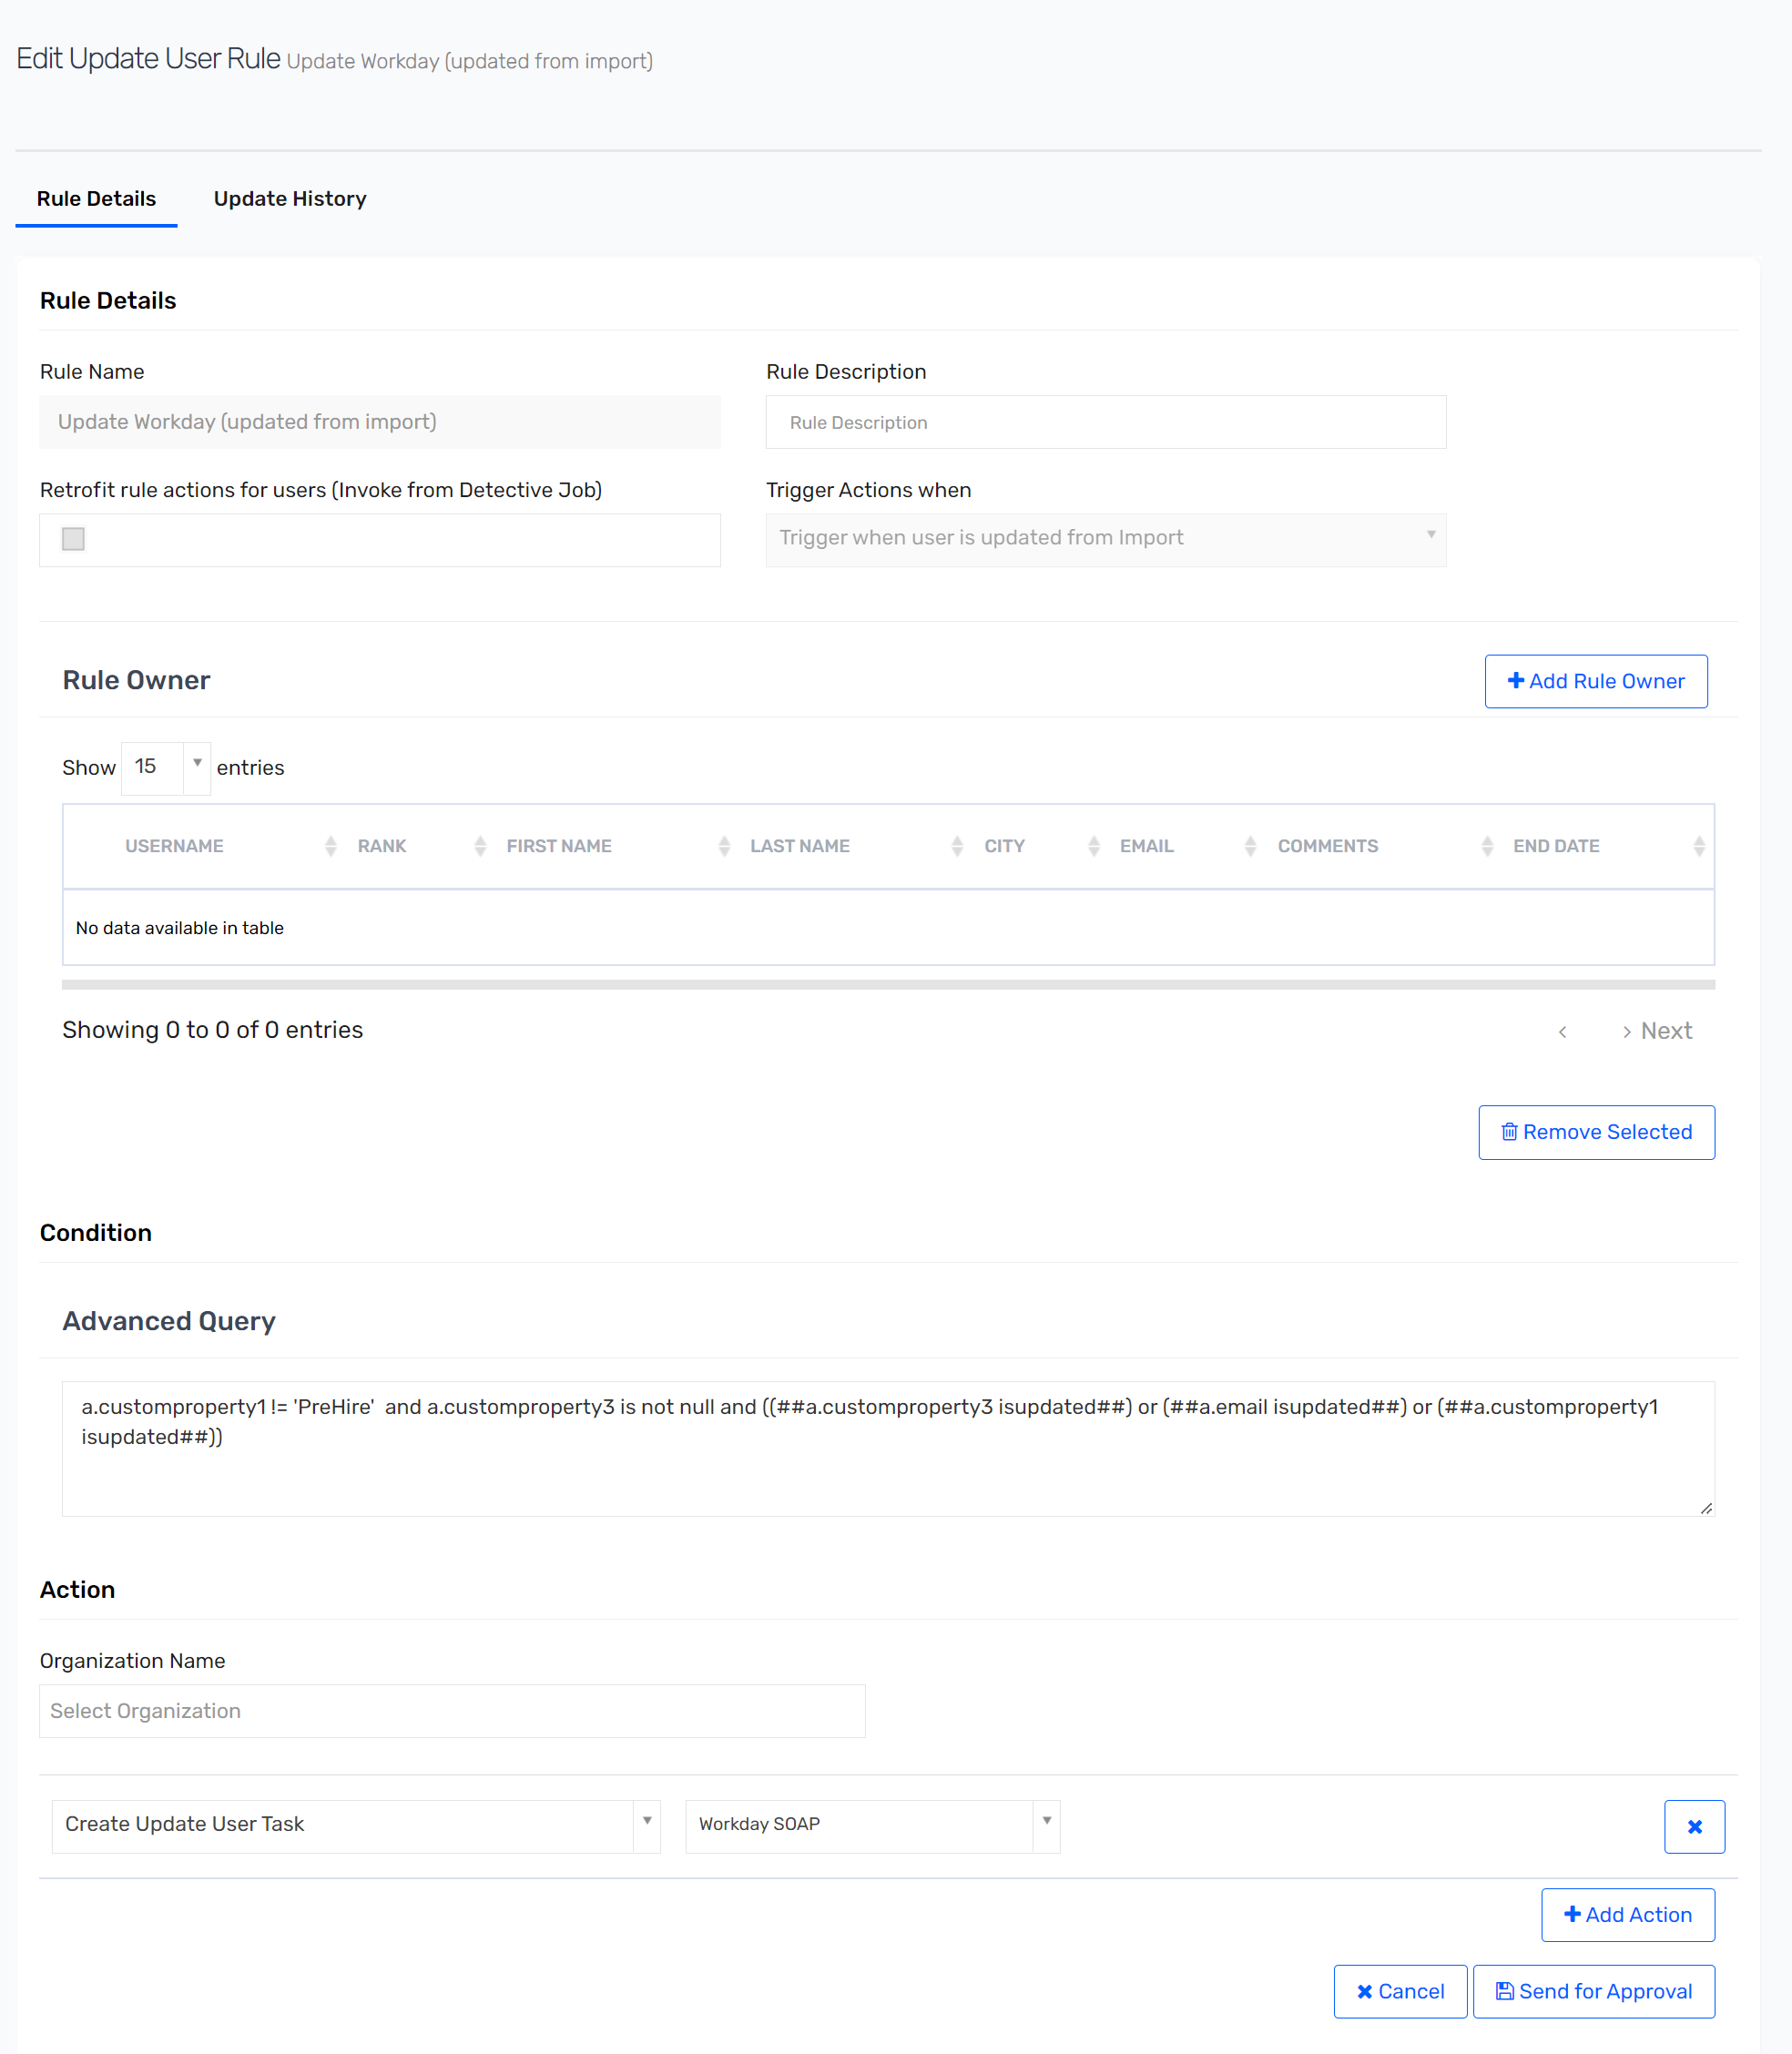 Edit Update User Rule Update Workday (updated from import)
Rule Details Update History
Rule Details
Rule Name Rule Description
Update Workday (updated from import) Rule Description
Retrofit rule actions for users (Invoke from Detective Job) Trigger Actions when
Trigger when user is updated from Import
Rule Owner Add Rule Owner
Show 15 entries
USERNAME RANK FIRST NAME LAST NAME CITY EMAIL COMMENTS END DATE
No data available in table
Showing 0 to 0 of 0 entries < > Next
Remove Selected
Condition
Advanced Query
a.customproperty1 != 'PreHire'  and a.customproperty3 is not null and ((##a.customproperty3 isupdated##) or (##a.email isupdated##) or (##a.customproperty1
isupdated##))
Action
Organization Name
Select Organization
Create Update User Task Workday SOAP
Add Action
Cancel Send for Approval